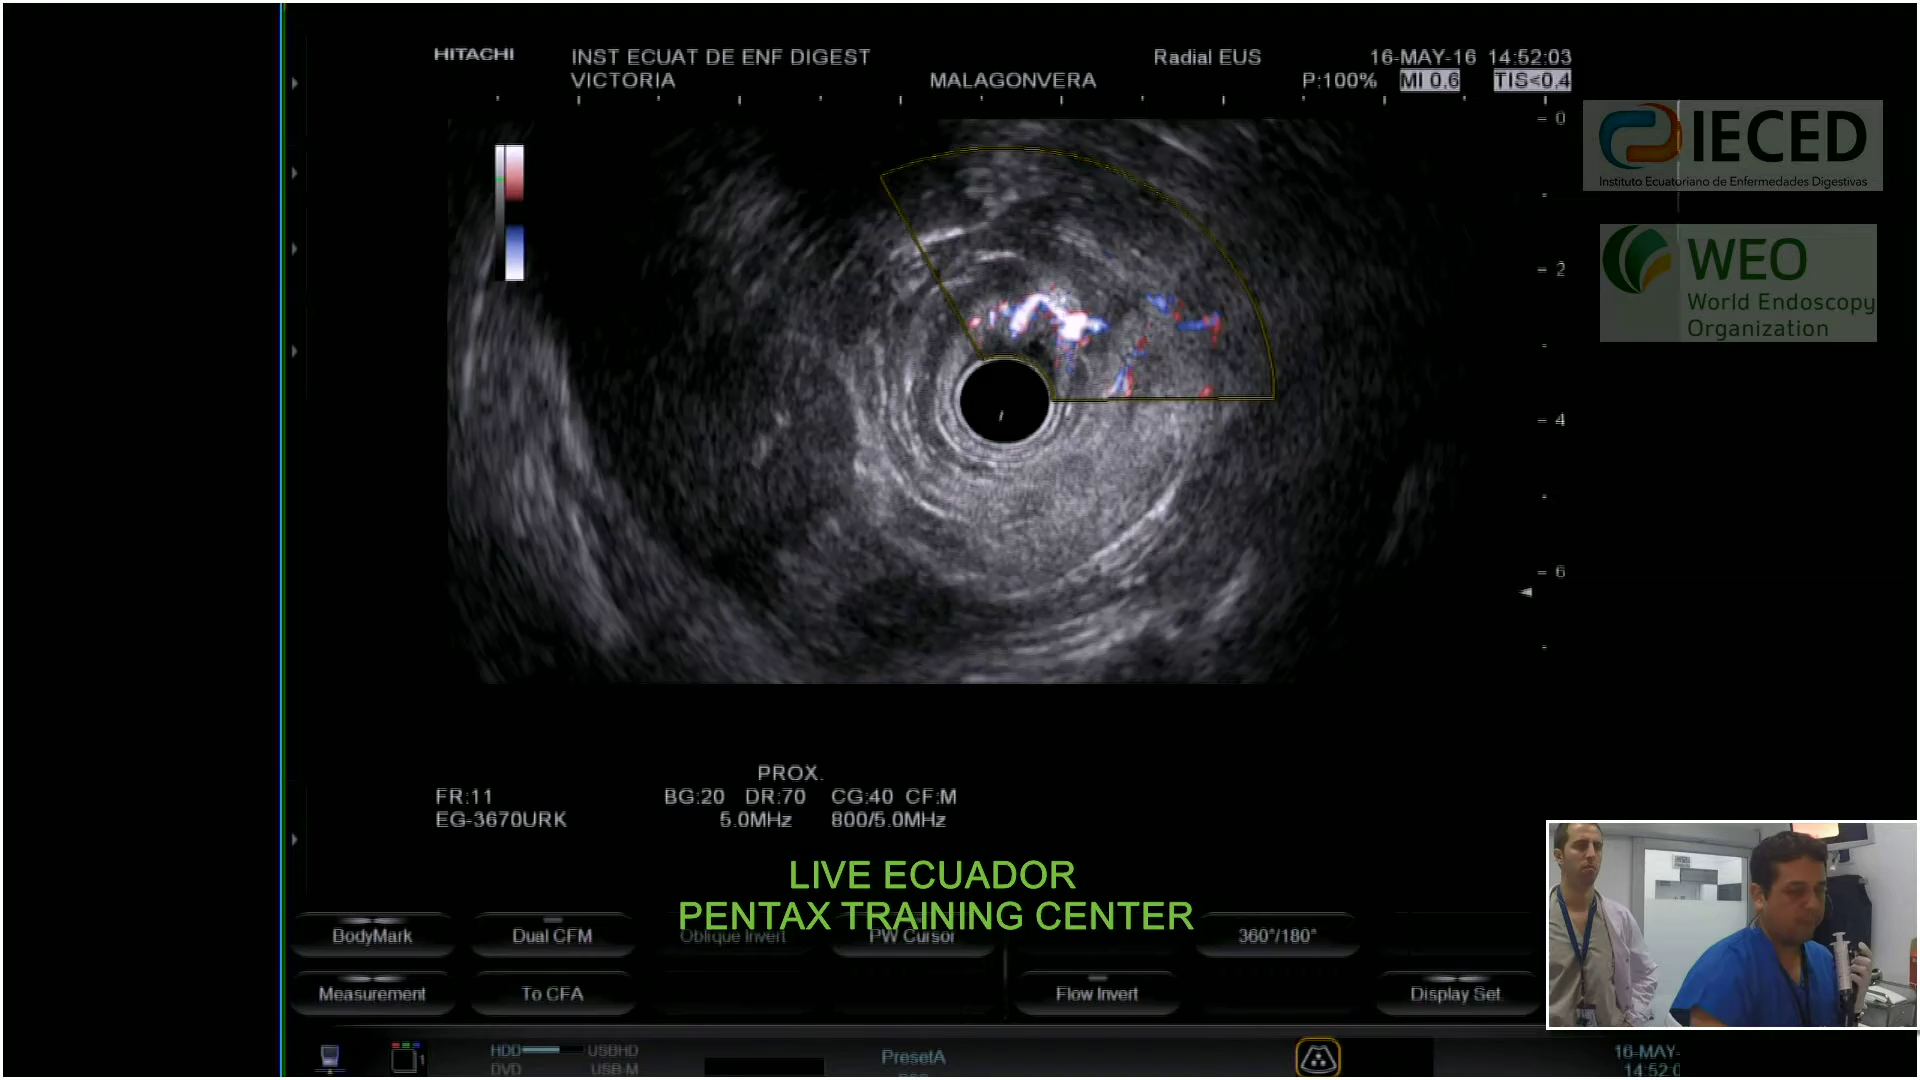 HITACHI INST ECUAT DE ENF DIGEST Radial EUS 16-MAY-16 14:52:03
VICTORIA MALAGONVERA P:100% MI 0.6 TIS<0.4
0
IECED
Instituto Ecuatoriano de Enfermedades Digestivas
2
WEO
World Endoscopy
Organization
4
6
PROX.
FR:11 BG:20 DR:70 CG:40 CF:M
EG-3670URK 5.0MHz 800/5.0MHz
LIVE ECUADOR
PENTAX TRAINING CENTER
BodyMark Dual CFM Oblique Invert PW Cursor 360°/180°
Measurement To CFA Flow Invert Display Set
HDD USBHD PresetA 16-MAY-
DVD USB-M 14:52:0